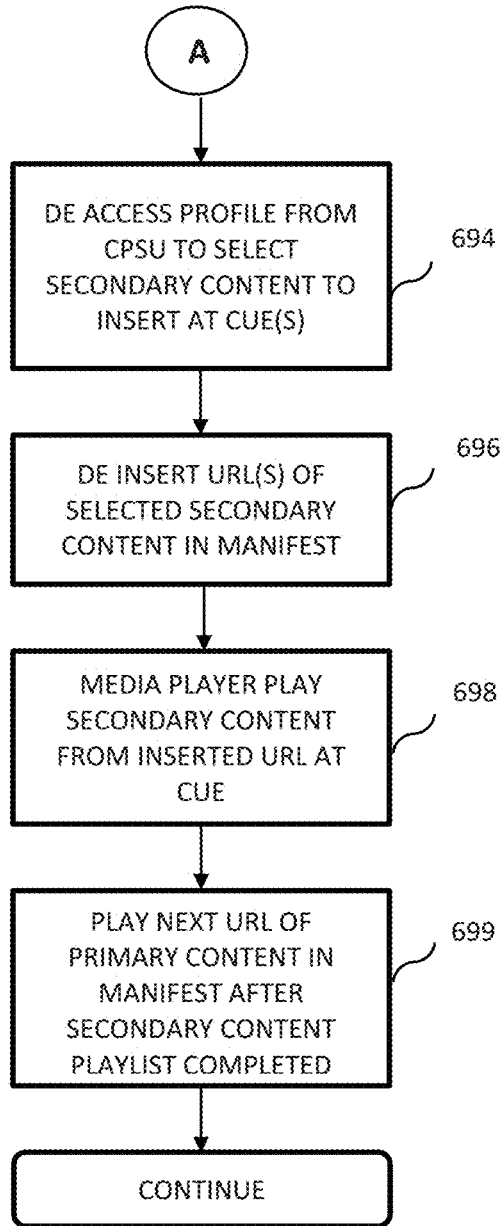 A
DE ACCESS PROFILE FROM
CPSU TO SELECT
SECONDARY CONTENT TO
INSERT AT CUE(S)
694
DE INSERT URL(S) OF
SELECTED SECONDARY
CONTENT IN MANIFEST
696
MEDIA PLAYER PLAY
SECONDARY CONTENT
FROM INSERTED URL AT
CUE
698
PLAY NEXT URL OF
PRIMARY CONTENT IN
MANIFEST AFTER
SECONDARY CONTENT
PLAYLIST COMPLETED
699
CONTINUE